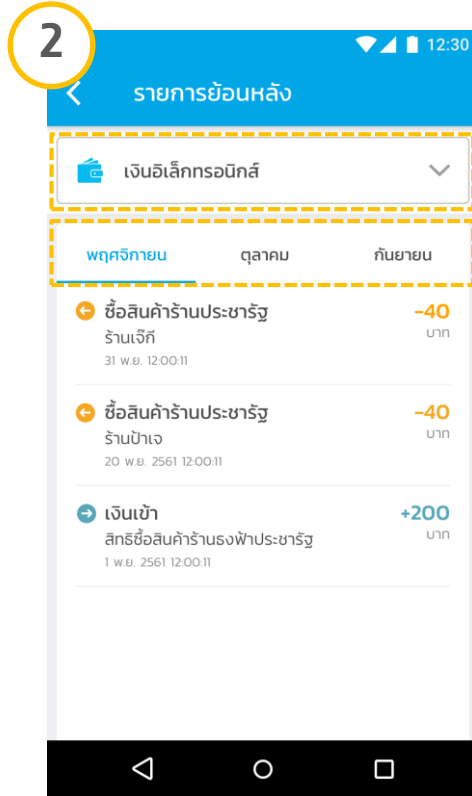 2
12:30
รายการย้อนหลัง
เงินอิเล็กทรอนิกส์
พฤศจิกายน ตุลาคม กันยายน
ซื้อสินค้าร้านประชารัฐ -40
ร้านเจ๊กี บาท
31 พ.ย. 12:00:11
ซื้อสินค้าร้านประชารัฐ -40
ร้านป้าเจ บาท
20 พ.ย. 2561 12:00:11
เงินเข้า +200
สิทธิซื้อสินค้าร้านธงฟ้าประชารัฐ บาท
1 พ.ย. 2561 12:00:11